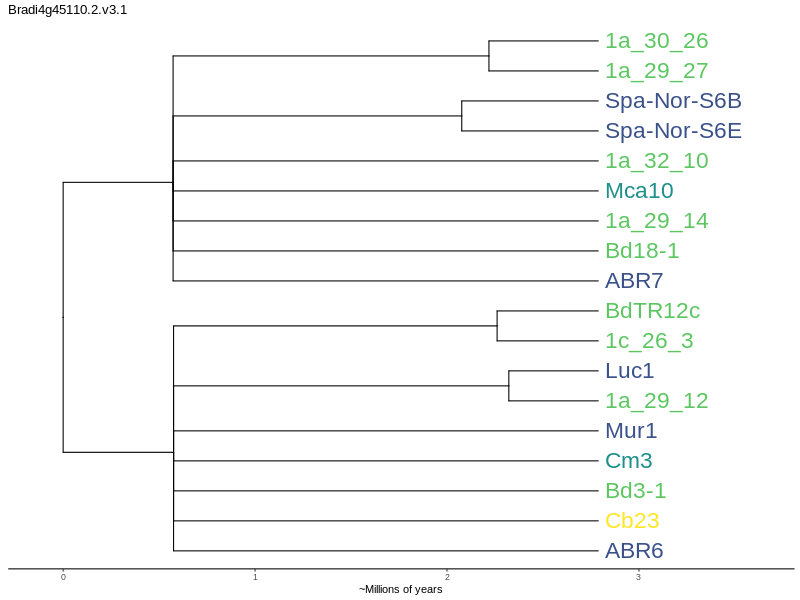 Bradi4g45110.2.v3.1
1a_30_26
1a_29_27
Spa-Nor-S6B
Spa-Nor-S6E
1a_32_10
Mca10
1a_29_14
Bd18-1
ABR7
BdTR12c
1c_26_3
Luc1
1a_29_12
Mur1
Cm3
Bd3-1
Cb23
ABR6
0 1 2 3
~Millions of years